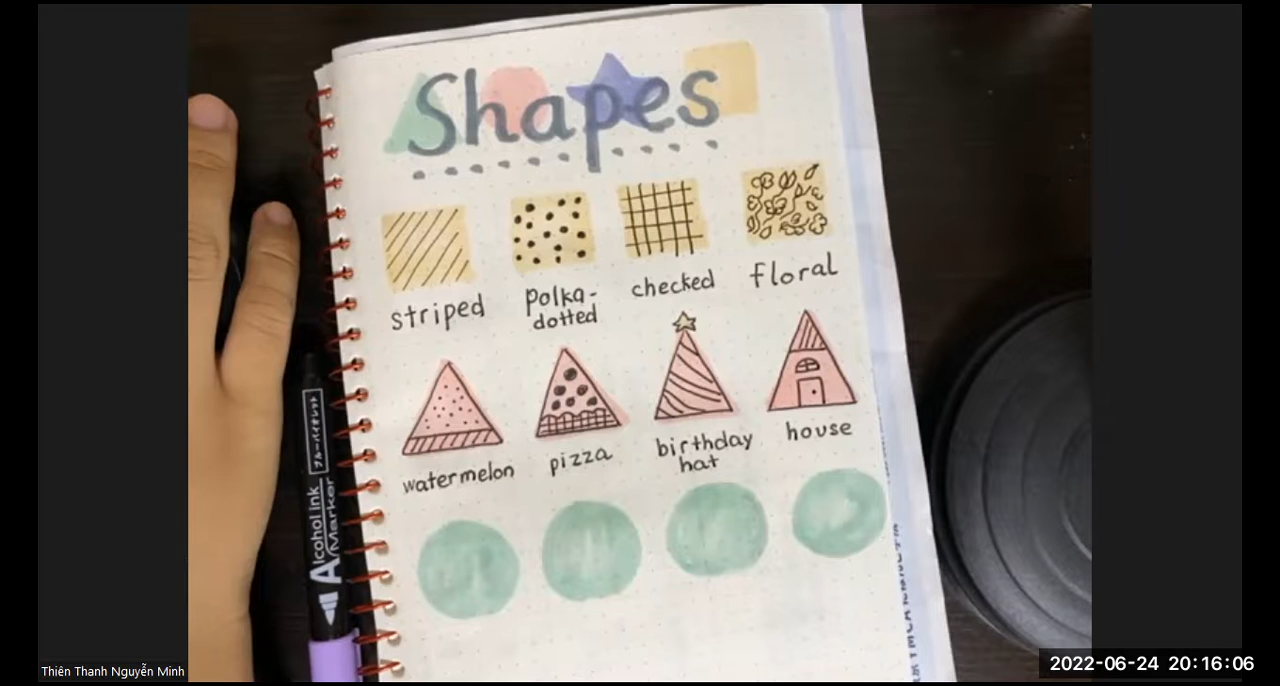 Shapes
striped
polka-
dotted
checked
floral
watermelon
pizza
birthday
hat
house
Alcohol ink
Marker
Thiên Thanh Nguyễn Minh
2022-06-24 20:16:06